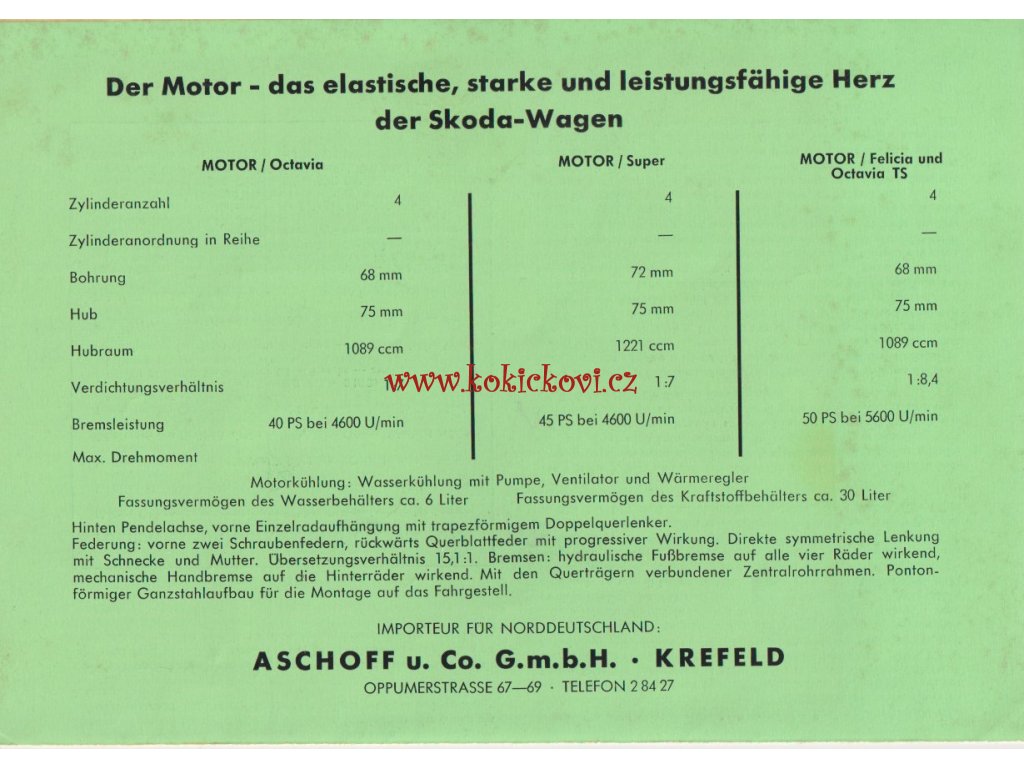 Der Motor - das elastische, starke und leistungsfähige Herz
der Skoda-Wagen
MOTOR / Octavia MOTOR / Super MOTOR / Felicia und
Octavia TS
Zylinderanzahl 4 4 4
Zylinderanordnung in Reihe — — —
Bohrung 68 mm 72 mm 68 mm
Hub 75 mm 75 mm 75 mm
Hubraum 1089 ccm 1221 ccm 1089 ccm
Verdichtungsverhältnis www.kokickovi.cz 1:7 1:8,4
Bremsleistung 40 PS bei 4600 U/min 45 PS bei 4600 U/min 50 PS bei 5600 U/min
Max. Drehmoment
Motorkühlung: Wasserkühlung mit Pumpe, Ventilator und Wärmeregler
Fassungsvermögen des Wasserbehälters ca. 6 Liter Fassungsvermögen des Kraftstoffbehälters ca. 30 Liter
Hinten Pendelachse, vorne Einzelradaufhängung mit trapezförmigem Doppelquerlenker.
Federung: vorne zwei Schraubenfedern, rückwärts Querblattfeder mit progressiver Wirkung. Direkte symmetrische Lenkung
mit Schnecke und Mutter. Übersetzungsverhältnis 15,1:1. Bremsen: hydraulische Fußbremse auf alle vier Räder wirkend,
mechanische Handbremse auf die Hinterräder wirkend. Mit den Querträgern verbundener Zentralrohrrahmen. Ponton-
förmiger Ganzstahlaufbau für die Montage auf das Fahrgestell.
IMPORTEUR FÜR NORDDEUTSCHLAND:
ASCHOFF u. Co. G.m.b.H. · KREFELD
OPPUMERSTRASSE 67—69 · TELEFON 2 84 27